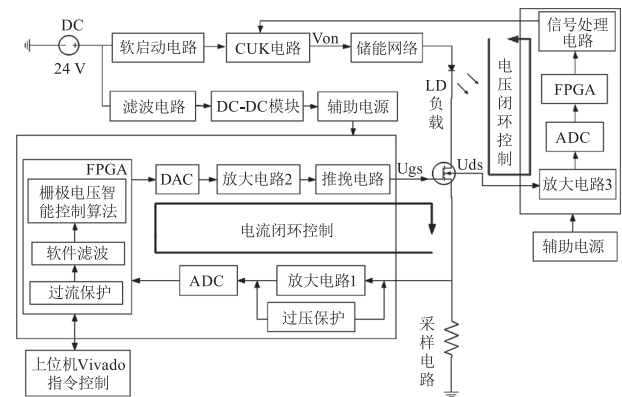 DC
24 V
软启动电路
CUK电路
Von
储能网络
信号处理
电路
FPGA
ADC
放大电路3
辅助电源
电压闭环控制
LD
负载
滤波电路
DC-DC模块
辅助电源
FPGA
栅极电压智
能控制算法
软件滤波
过流保护
DAC
放大电路2
推挽电路
Ugs
Uds
电流闭环控制
ADC
放大电路1
过压保护
采样电路
上位机Vivado
指令控制